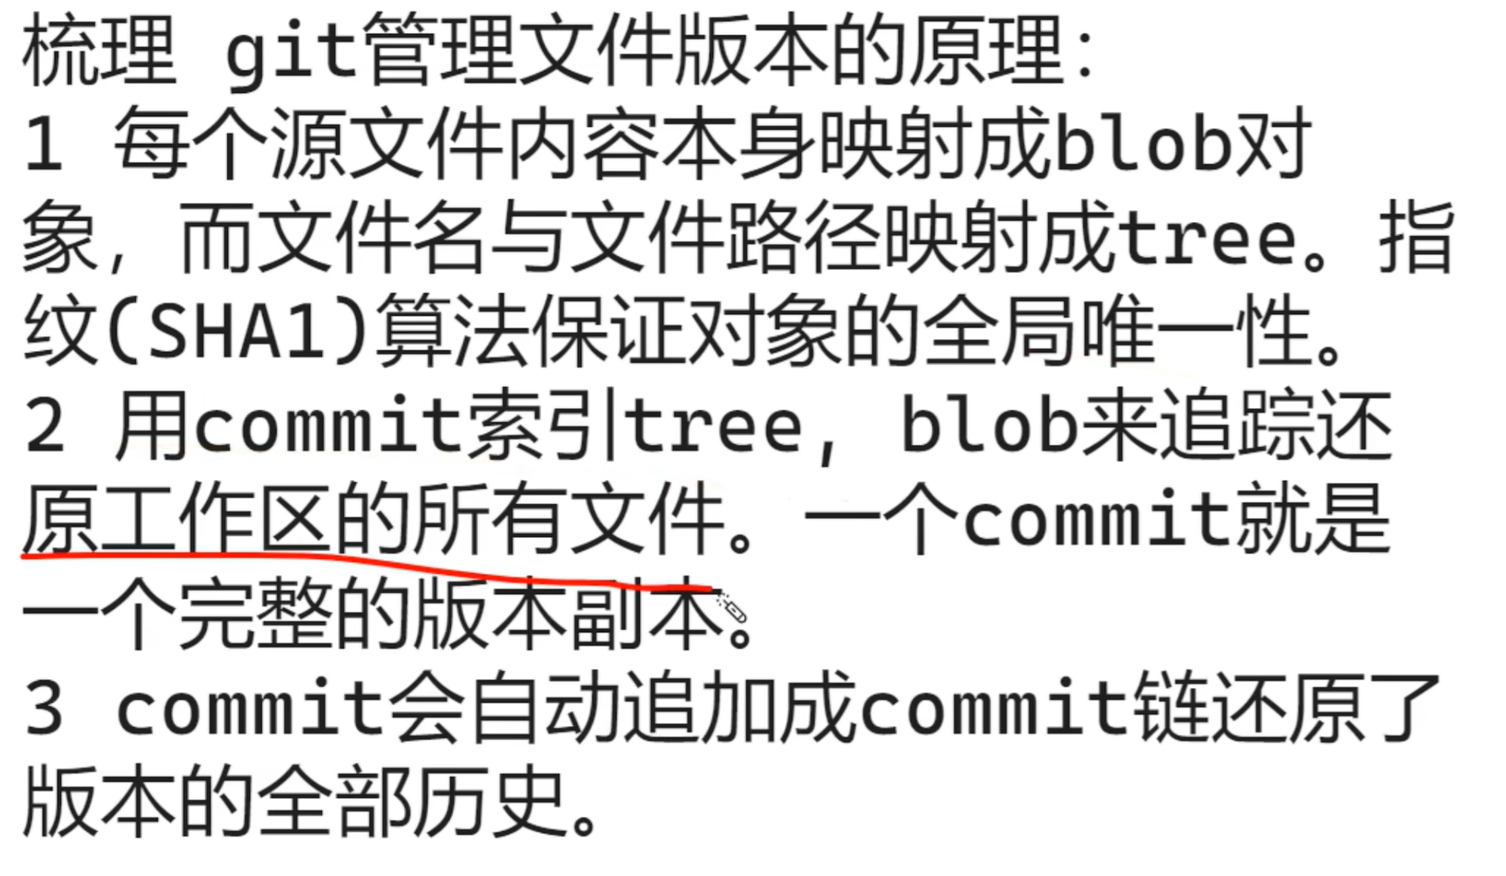 梳理 git管理文件版本的原理：
1 每个源文件内容本身映射成blob对
象，而文件名与文件路径映射成tree。指
纹(SHA1)算法保证对象的全局唯一性。
2 用commit索引tree, blob来追踪还
原工作区的所有文件。一个commit就是
一个完整的版本副本。
3 commit会自动追加成commit链还原了
版本的全部历史。